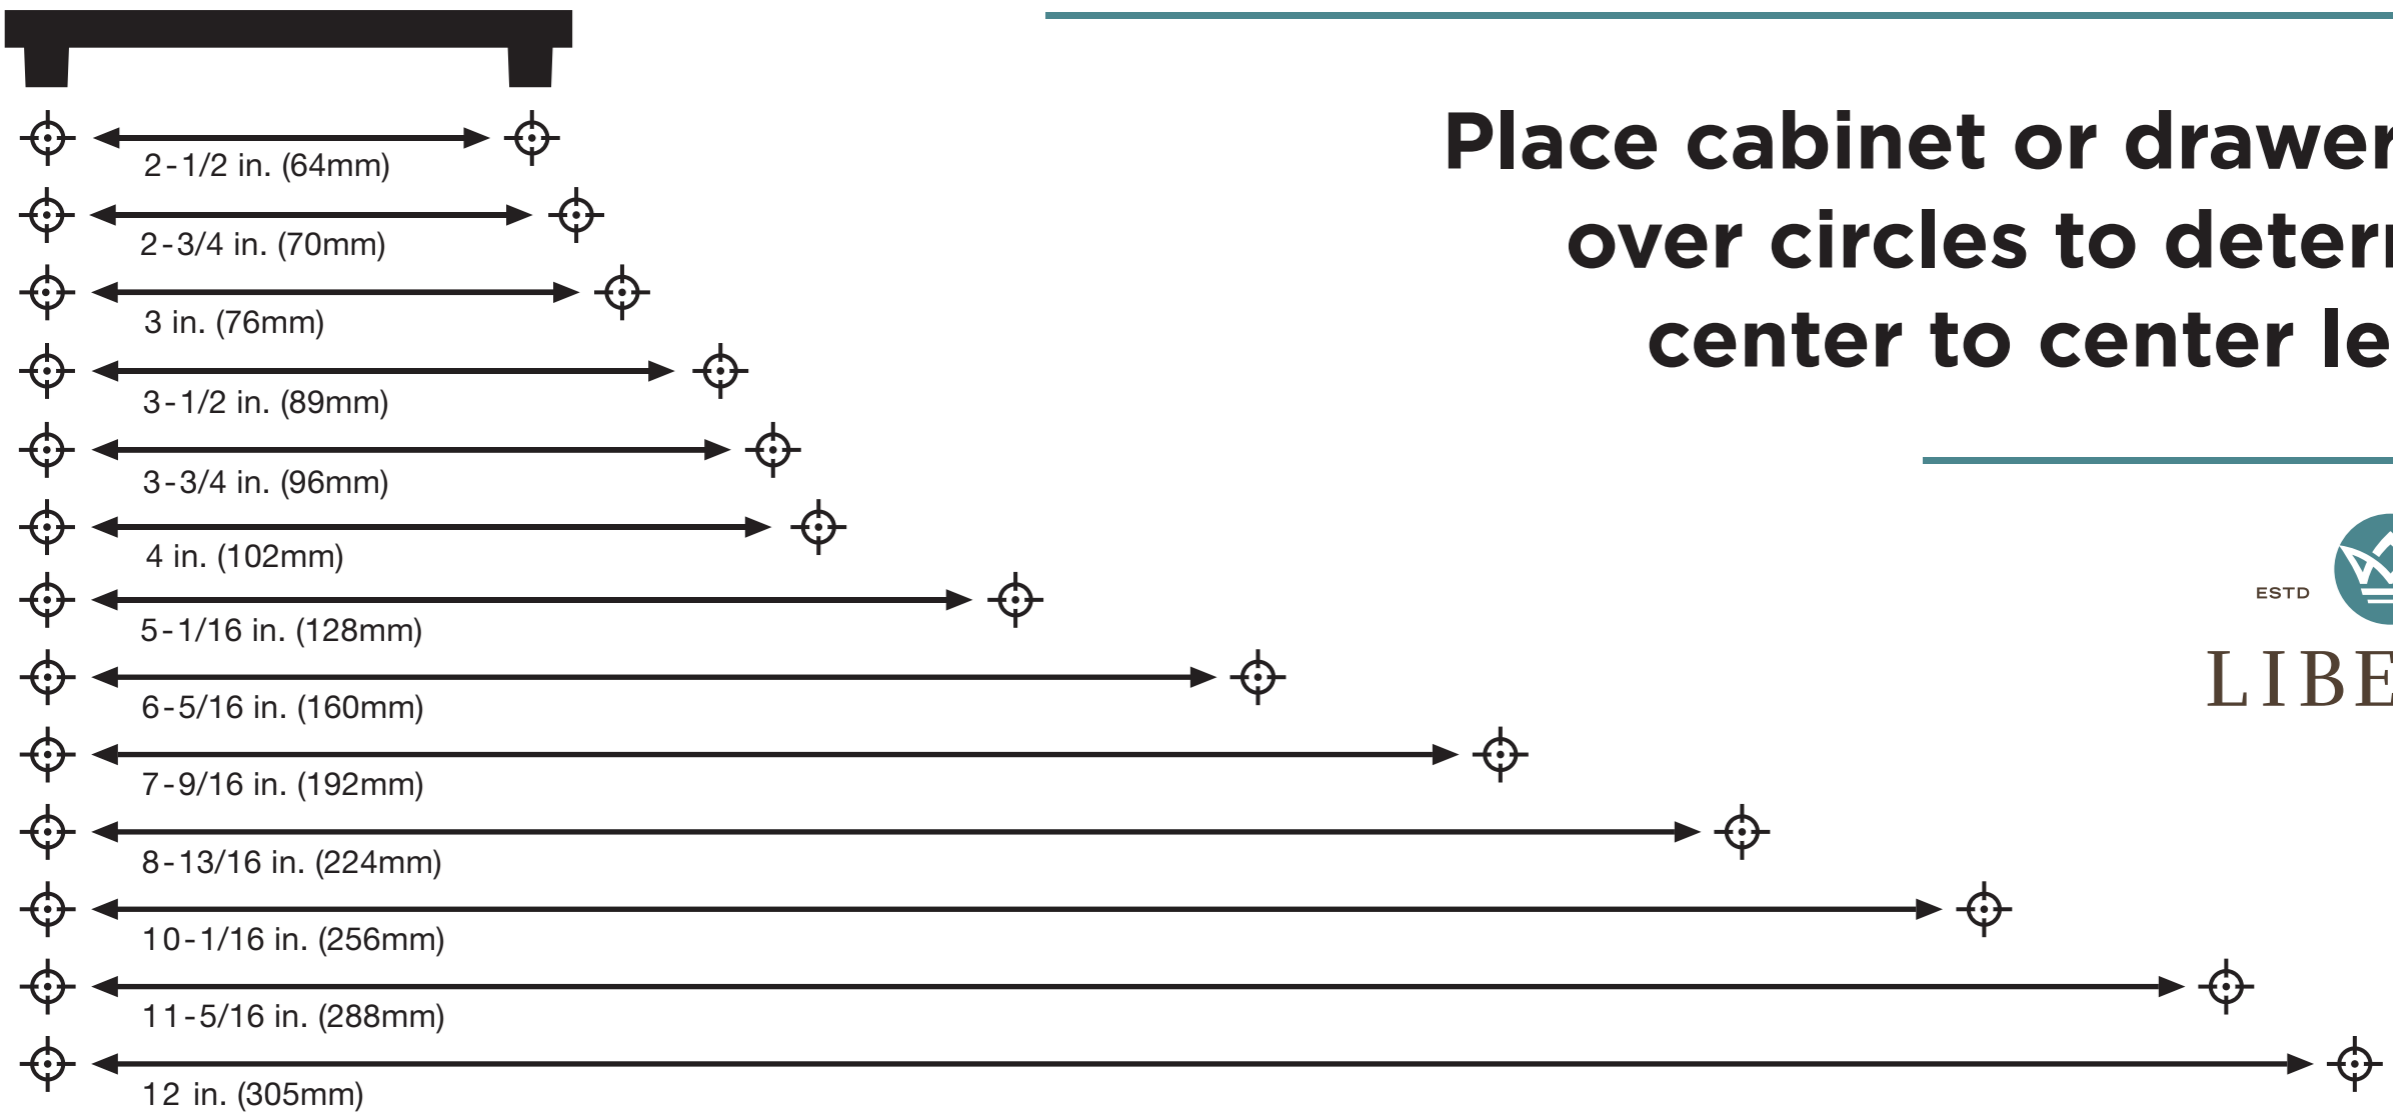 2-1/2 in. (64mm)
2-3/4 in. (70mm)
3 in. (76mm)
3-1/2 in. (89mm)
3-3/4 in. (96mm)
4 in. (102mm)
5-1/16 in. (128mm)
6-5/16 in. (160mm)
7-9/16 in. (192mm)
8-13/16 in. (224mm)
10-1/16 in. (256mm)
11-5/16 in. (288mm)
12 in. (305mm)
Place cabinet or drawer
over circles to
center to center
ESTD